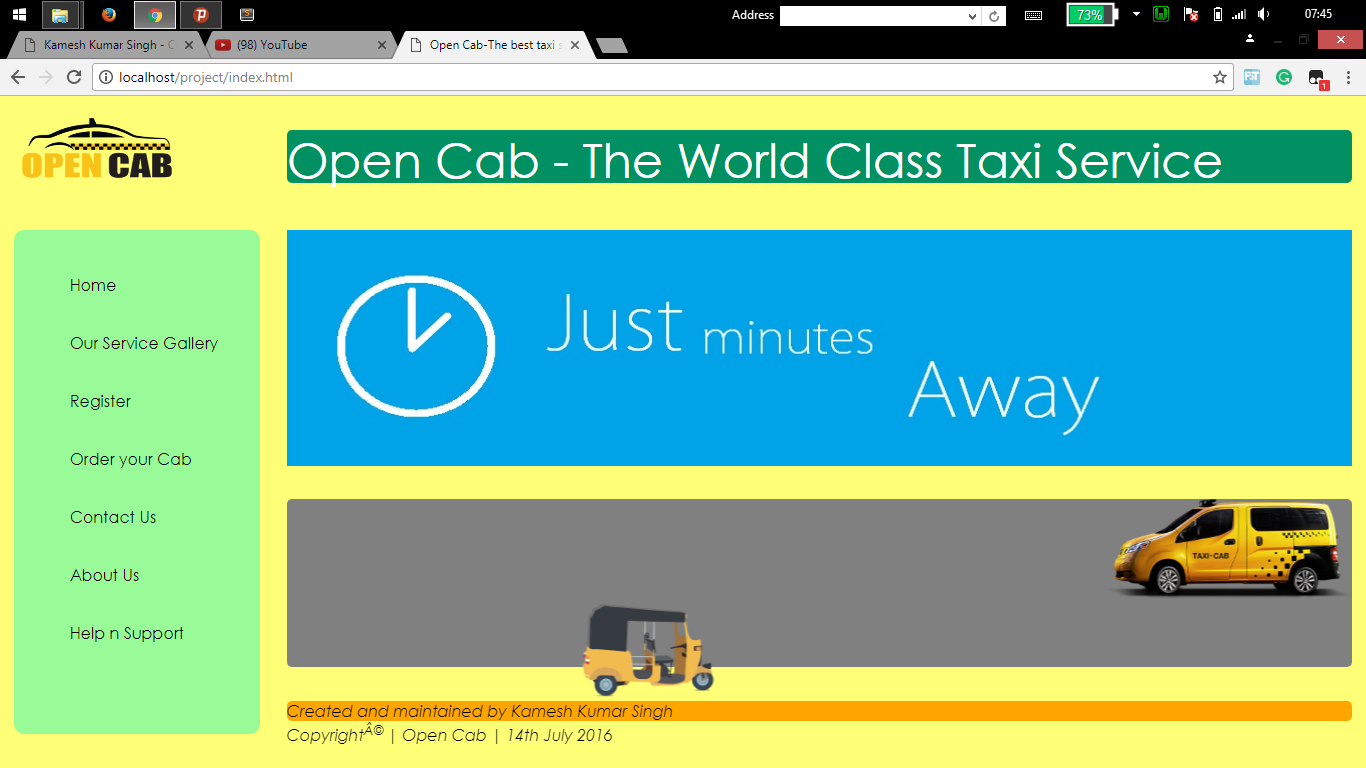 Address
73%
07:45
Kamesh Kumar Singh - C
(98) YouTube
Open Cab-The best taxi s
localhost/project/index.html
1
OPEN CAB
Open Cab - The World Class Taxi Service
Home
Our Service Gallery
Register
Order your Cab
Contact Us
About Us
Help n Support
Just minutes
Away
TAXI-CAB
Created and maintained by Kamesh Kumar Singh
Copyright© | Open Cab | 14th July 2016